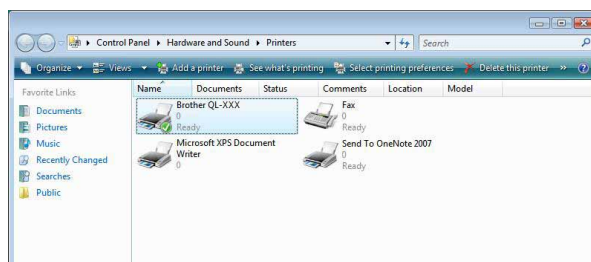 Control Panel ▸ Hardware and Sound ▸ Printers
Search
Organize Views Add a printer See what's printing Select printing preferences Delete this printer »
Favorite Links
Documents
Pictures
Music
Recently Changed
Searches
Public
Name Documents Status Comments Location Model
Brother QL-XXX
0
Ready
Fax
0
Ready
Microsoft XPS Document
Writer
0
Send To OneNote 2007
0
Ready